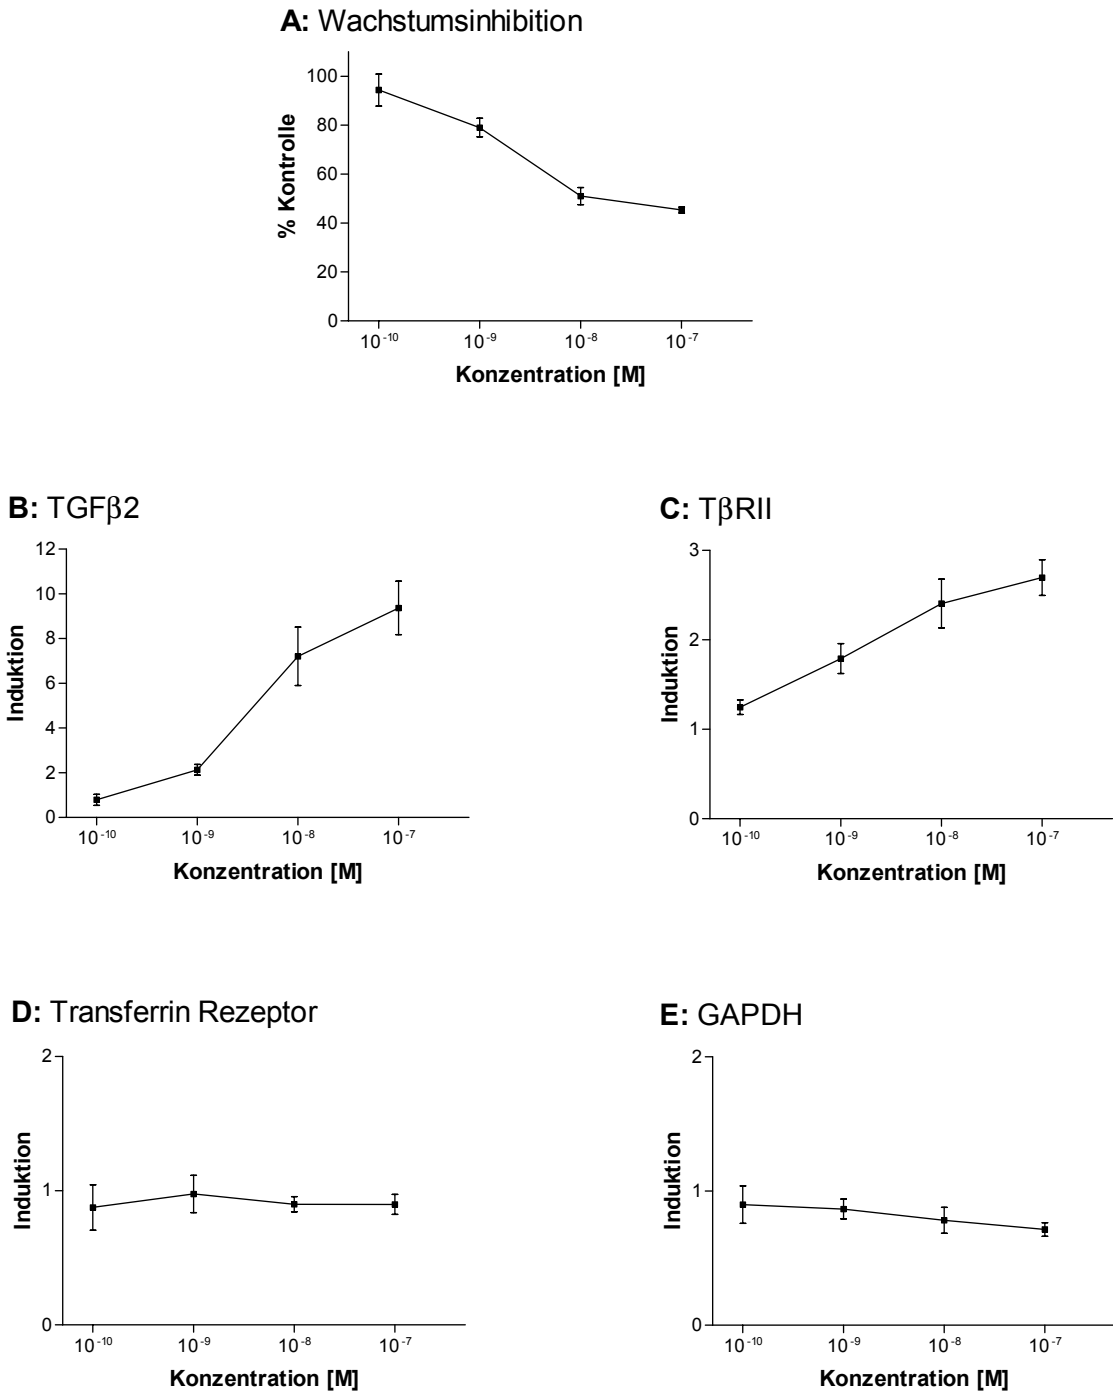 A: Wachstumsinhibition
100
80
60
40
20
0
% Kontrolle
10-10
10-9
10-8
10-7
Konzentration [M]
B: TGFβ2
12
10
8
6
4
2
0
Induktion
10-10
10-9
10-8
10-7
Konzentration [M]
C: TβRII
3
2
1
0
Induktion
10-10
10-9
10-8
10-7
Konzentration [M]
D: Transferrin Rezeptor
2
1
0
Induktion
10-10
10-9
10-8
10-7
Konzentration [M]
E: GAPDH
2
1
0
Induktion
10-10
10-9
10-8
10-7
Konzentration [M]